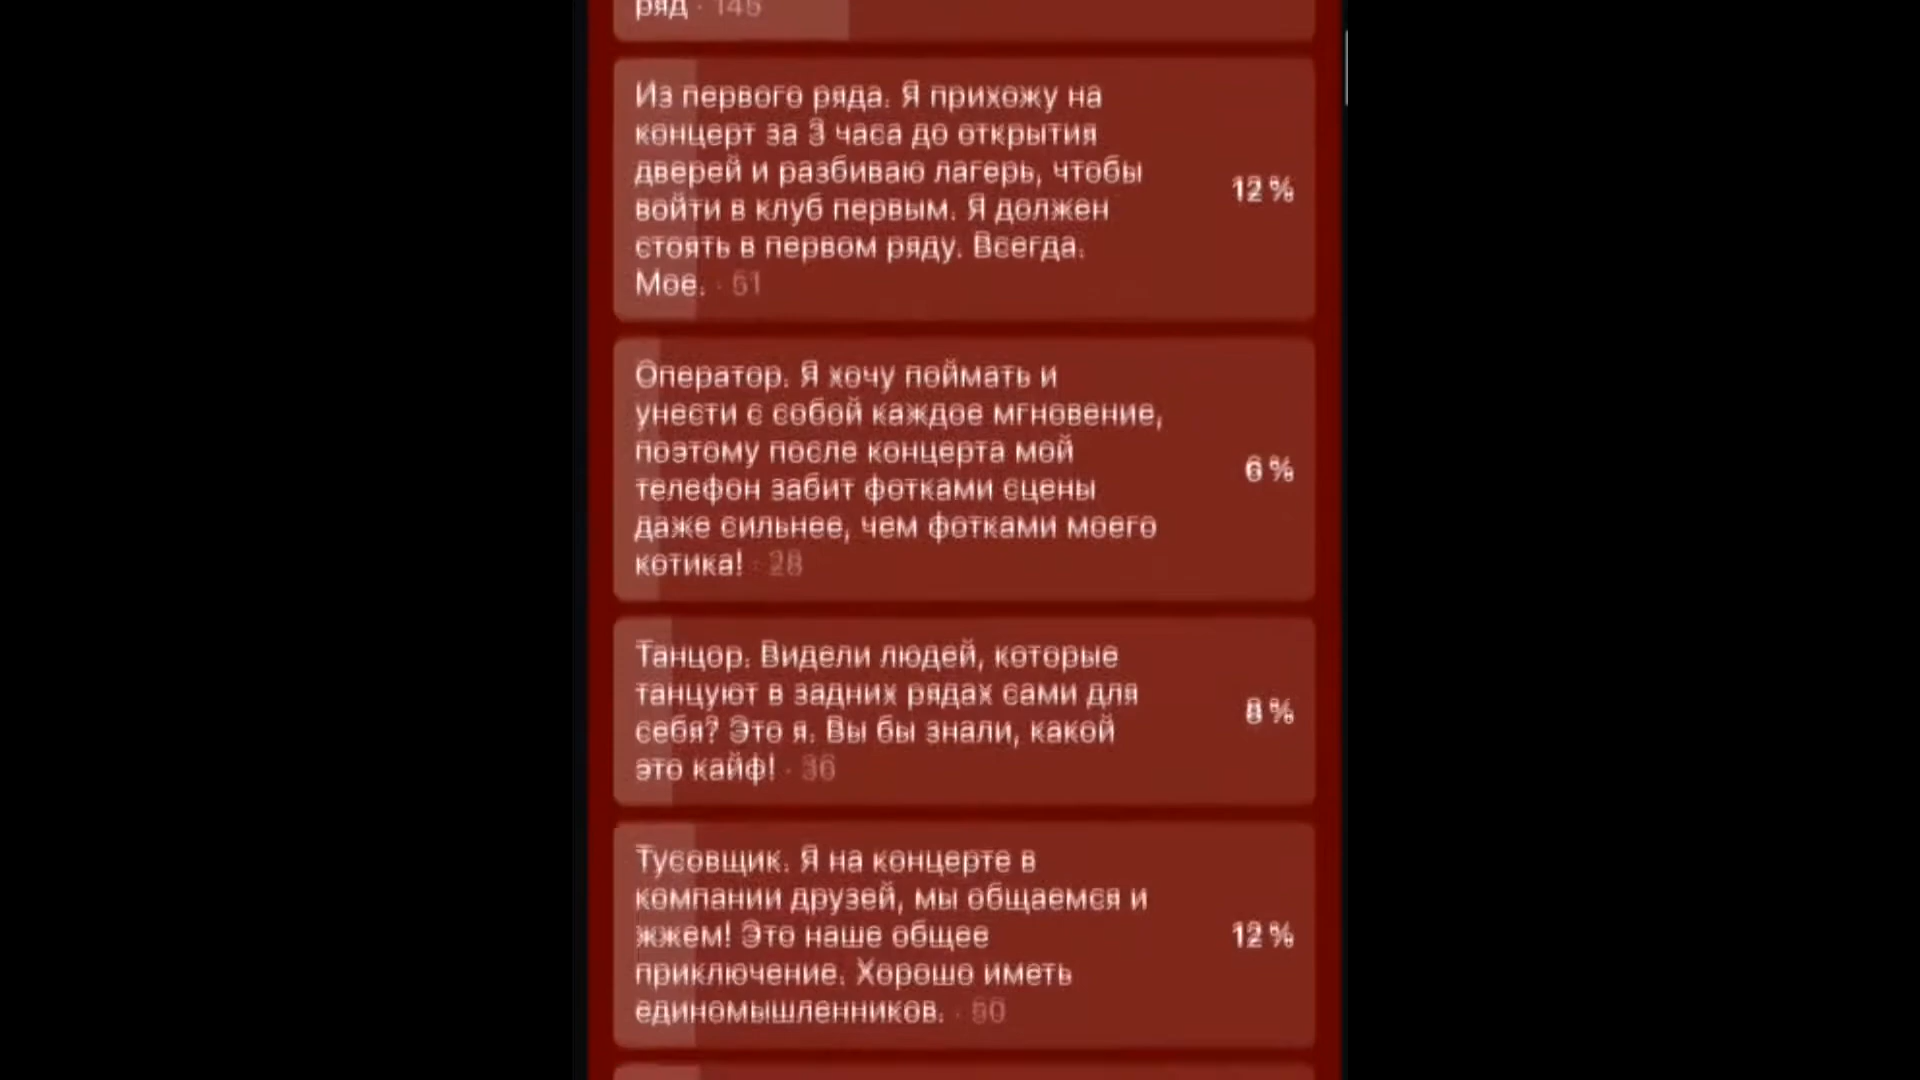 ряд · 145
Из первого ряда. Я прихожу на
концерт за 3 часа до открытия
дверей и разбиваю лагерь, чтобы
войти в клуб первым. Я должен
стоять в первом ряду. Всегда.
Мое. · 51
12 %
Оператор. Я хочу поймать и
унести с собой каждое мгновение,
поэтому после концерта мой
телефон забит фотками сцены
даже сильнее, чем фотками моего
котика! · 28
6 %
Танцор. Видели людей, которые
танцуют в задних рядах сами для
себя? Это я. Вы бы знали, какой
это кайф! · 36
8 %
Тусовщик. Я на концерте в
компании друзей, мы общаемся и
жжем! Это наше общее
приключение. Хорошо иметь
единомышленников. · 50
12 %